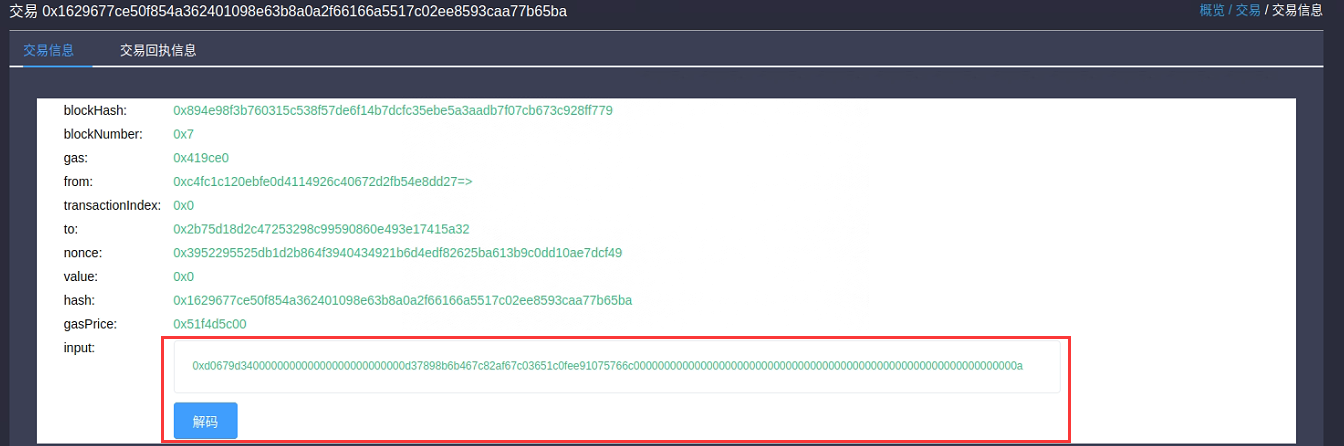 交易 0x1629677ce50f854a362401098e63b8a0a2f66166a5517c02ee8593caa77b65ba
概览 / 交易 / 交易信息
交易信息 交易回执信息
blockHash: 0x894e98f3b760315c538f57de6f14b7dcfc35ebe5a3aadb7f07cb673c928ff779
blockNumber: 0x7
gas: 0x419ce0
from: 0xc4fc1c120ebfe0d4114926c40672d2fb54e8dd27=>
transactionIndex: 0x0
to: 0x2b75d18d2c47253298c99590860e493e17415a32
nonce: 0x3952295525db1d2b864f3940434921b6d4edf82625ba613b9c0dd10ae7dcf49
value: 0x0
hash: 0x1629677ce50f854a362401098e63b8a0a2f66166a5517c02ee8593caa77b65ba
gasPrice: 0x51f4d5c00
input: 0xd0679d34000000000000000000000000d37898b6b467c82af67c03651c0fee91075766c0000000000000000000000000000000000000000000000000000000000000000a
解码